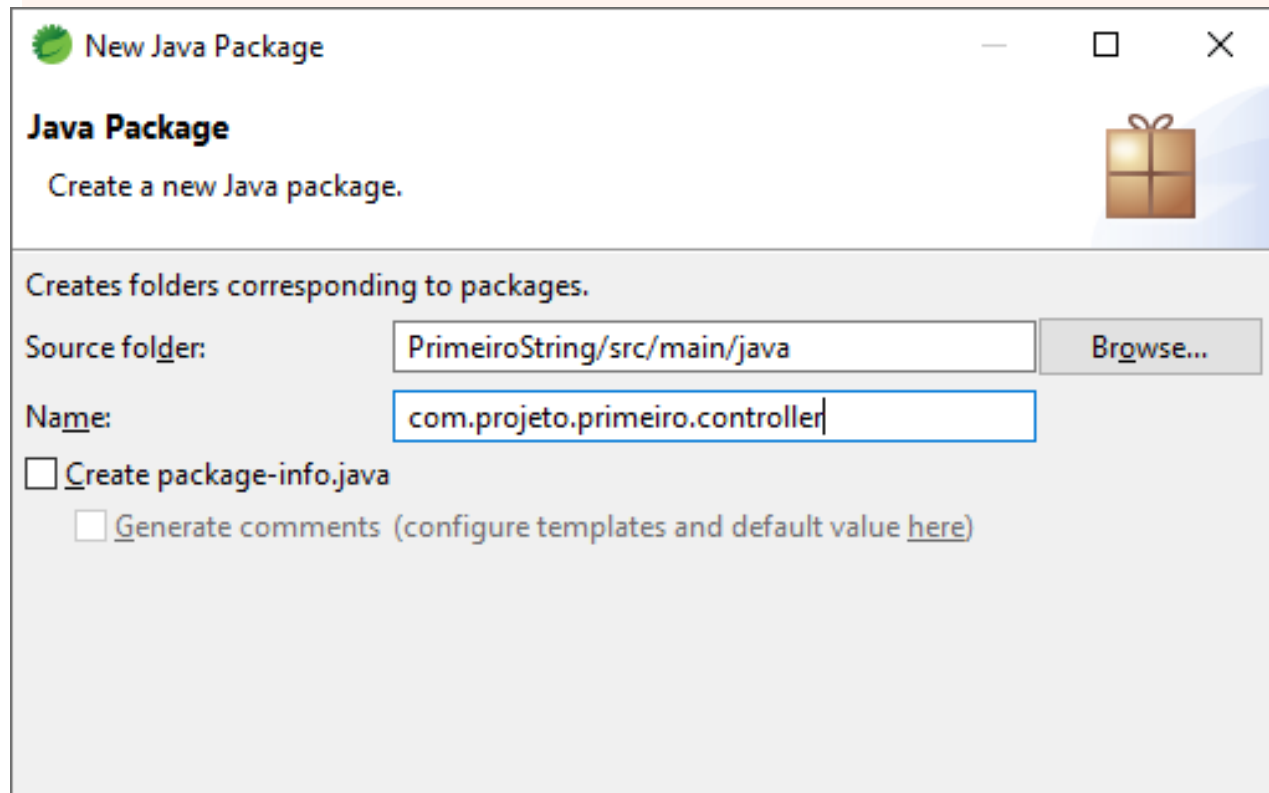 New Java Package
Java Package
Create a new Java package.
Creates folders corresponding to packages.
Source folder: PrimeiroString/src/main/java Browse...
Name: com.projeto.primeiro.controller
Create package-info.java
Generate comments (configure templates and default value here)